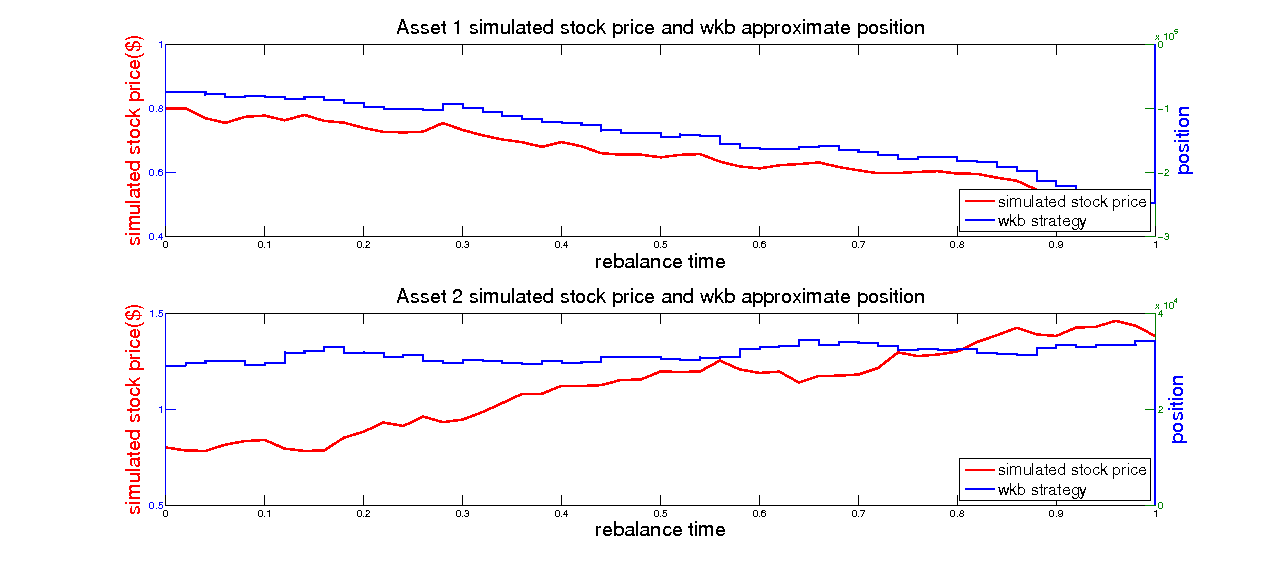 Asset 1 simulated stock price and wkb approximate position
simulated stock price($)
1
0.8
0.6
0.4
x 10
0
-1
-2
-3
position
simulated stock price
wkb strategy
0 0.1 0.2 0.3 0.4 0.5 0.6 0.7 0.8 0.9 1
rebalance time
Asset 2 simulated stock price and wkb approximate position
simulated stock price($)
1.5
1
0.5
x 10⁴
4
2
0
position
simulated stock price
wkb strategy
0 0.1 0.2 0.3 0.4 0.5 0.6 0.7 0.8 0.9 1
rebalance time